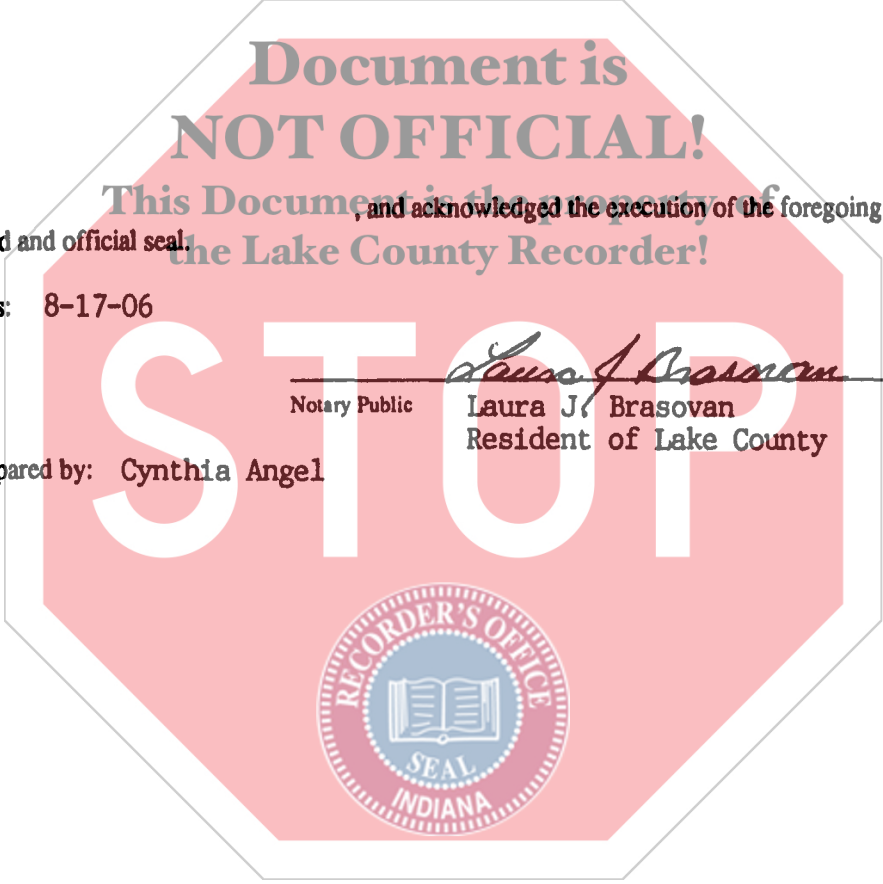 Document is
NOT OFFICIAL!
This Document is the property of
the Lake County Recorder!
, and acknowledged the execution of the foregoing
d and official seal.
s: 8-17-06
STOP
Laura J Brasovan
Notary Public Laura J. Brasovan
Resident of Lake County
pared by: Cynthia Angel
RECORDER'S OFFICE
SEAL
INDIANA